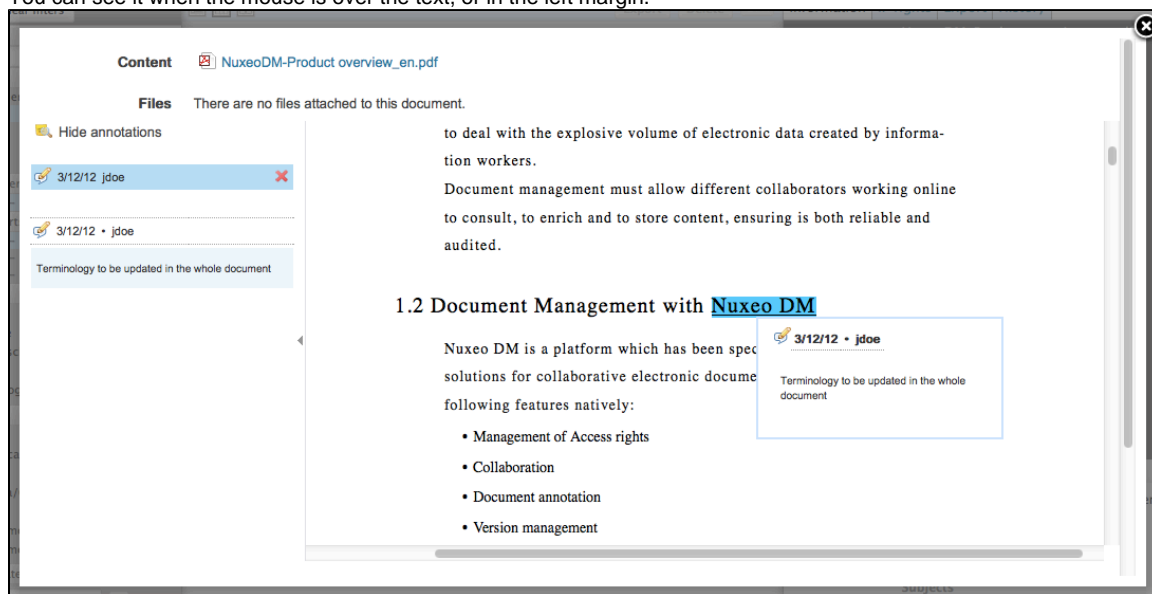 You can see it when the mouse is over the text, or in the left margin.
Content NuxeoDM-Product overview_en.pdf
Files There are no files attached to this document.
Hide annotations
3/12/12 jdoe
3/12/12 • jdoe
Terminology to be updated in the whole document
to deal with the explosive volume of electronic data created by informa-
tion workers.
Document management must allow different collaborators working online
to consult, to enrich and to store content, ensuring is both reliable and
audited.
1.2 Document Management with Nuxeo DM
Nuxeo DM is a platform which has been spec
solutions for collaborative electronic docume
following features natively:
• Management of Access rights
• Collaboration
• Document annotation
• Version management
3/12/12 • jdoe
Terminology to be updated in the whole
document
Subjects